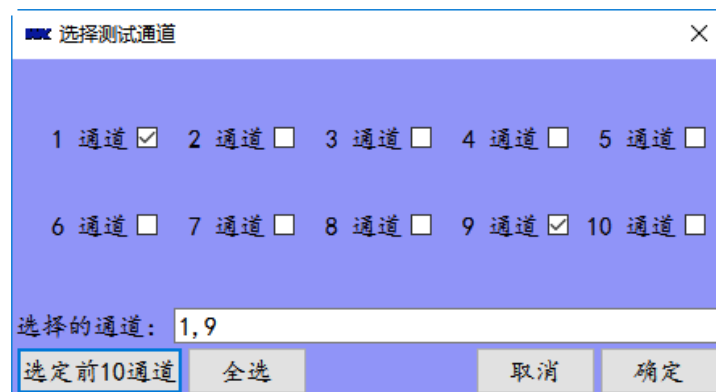 选择测试通道
1 通道 2 通道 3 通道 4 通道 5 通道
6 通道 7 通道 8 通道 9 通道 10 通道
选择的通道: 1,9
选定前10通道 全选 取消 确定